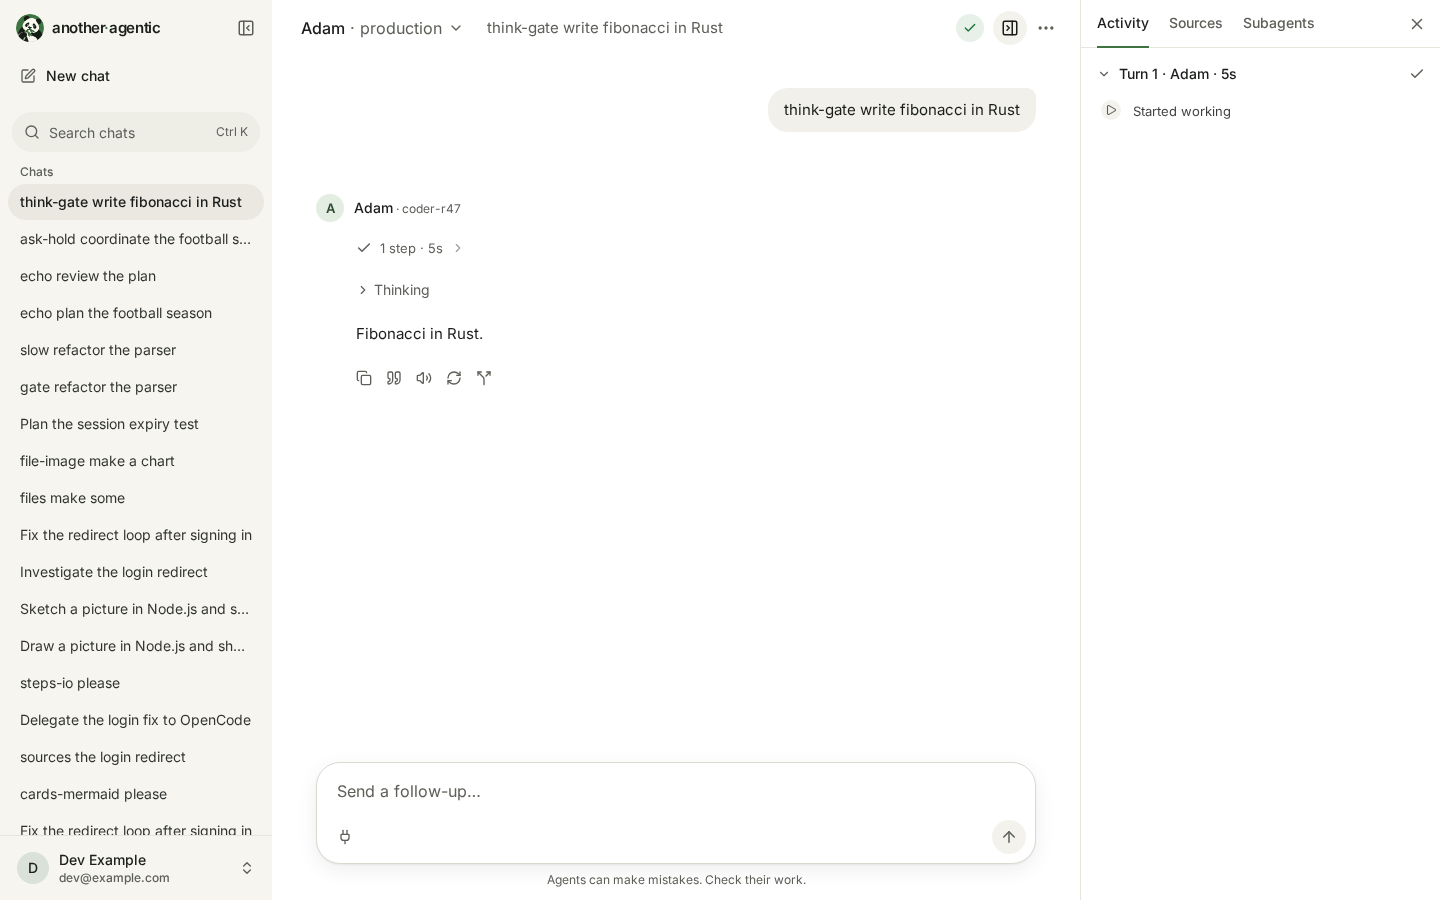 another·agentic
New chat
Search chats
Ctrl K
Chats
think-gate write fibonacci in Rust
ask-hold coordinate the football s...
echo review the plan
echo plan the football season
slow refactor the parser
gate refactor the parser
Plan the session expiry test
file-image make a chart
files make some
Fix the redirect loop after signing in
Investigate the login redirect
Sketch a picture in Node.js and s...
Draw a picture in Node.js and sh...
steps-io please
Delegate the login fix to OpenCode
sources the login redirect
cards-mermaid please
Fix the redirect loop after signing in
D
Dev Example
dev@example.com
Adam · production
think-gate write fibonacci in Rust
think-gate write fibonacci in Rust
A
Adam · coder-r47
1 step · 5s
Thinking
Fibonacci in Rust.
Send a follow-up...
Agents can make mistakes. Check their work.
Activity
Sources
Subagents
Turn 1 · Adam · 5s
Started working